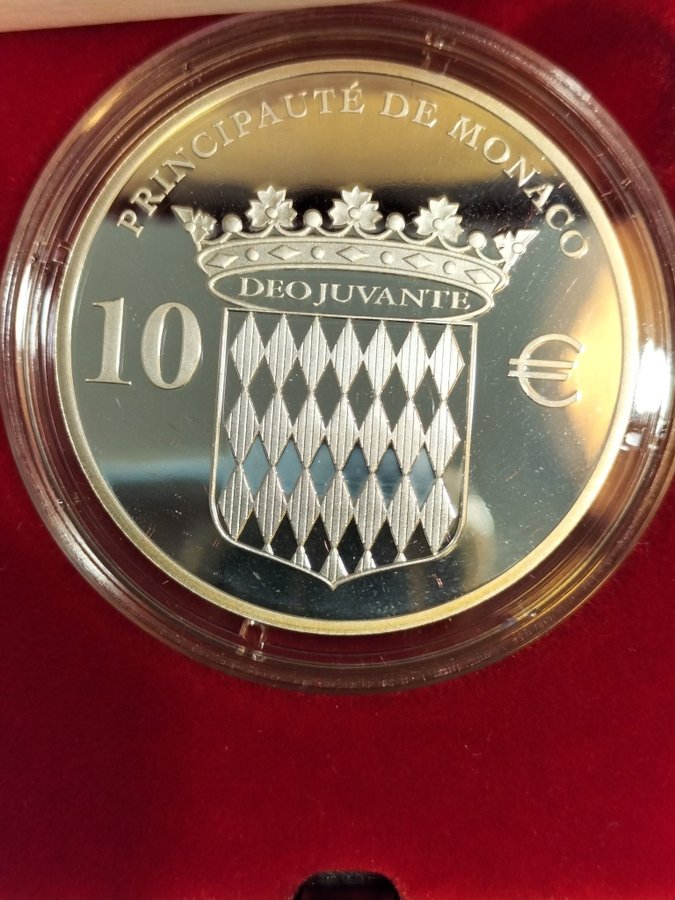 PRINCIPAUTÉ DE MONACO
DEO JUVANTE
10 €